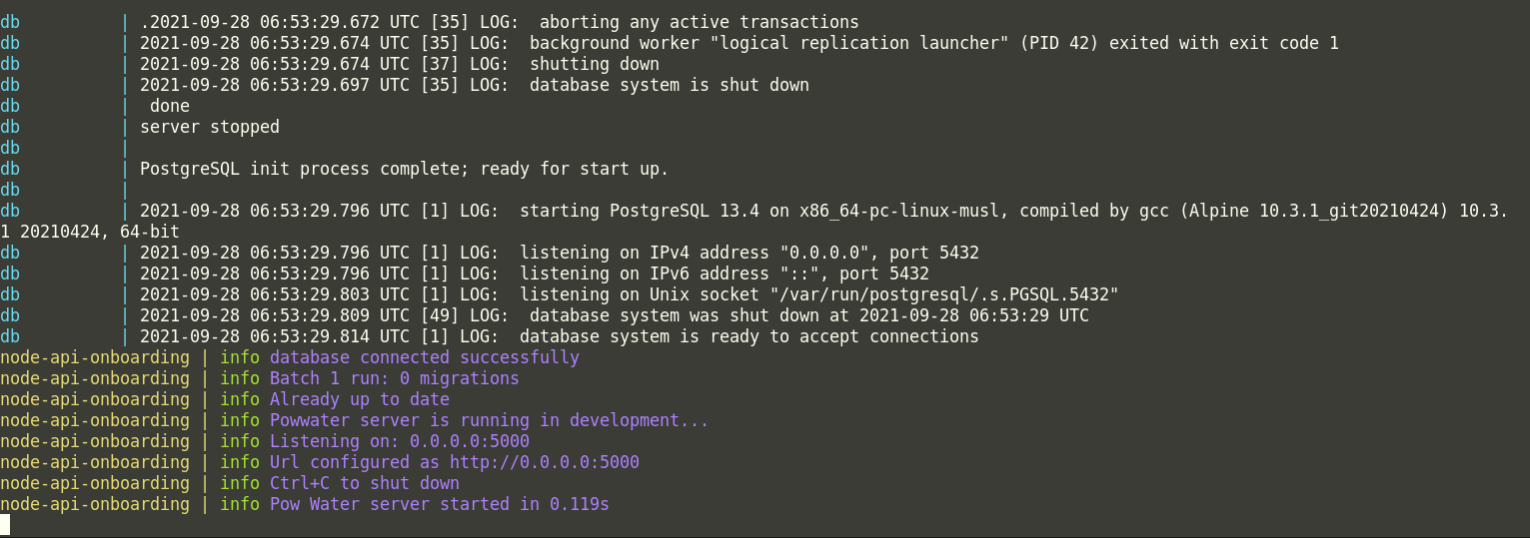 db          | .2021-09-28 06:53:29.672 UTC [35] LOG:  aborting any active transactions
db          | 2021-09-28 06:53:29.674 UTC [35] LOG:  background worker "logical replication launcher" (PID 42) exited with exit code 1
db          | 2021-09-28 06:53:29.674 UTC [37] LOG:  shutting down
db          | 2021-09-28 06:53:29.697 UTC [35] LOG:  database system is shut down
db          |  done
db          | server stopped
db          |
db          | PostgreSQL init process complete; ready for start up.
db          |
db          | 2021-09-28 06:53:29.796 UTC [1] LOG:  starting PostgreSQL 13.4 on x86_64-pc-linux-musl, compiled by gcc (Alpine 10.3.1_git20210424) 10.3.
1 20210424, 64-bit
db          | 2021-09-28 06:53:29.796 UTC [1] LOG:  listening on IPv4 address "0.0.0.0", port 5432
db          | 2021-09-28 06:53:29.796 UTC [1] LOG:  listening on IPv6 address "::", port 5432
db          | 2021-09-28 06:53:29.803 UTC [1] LOG:  listening on Unix socket "/var/run/postgresql/.s.PGSQL.5432"
db          | 2021-09-28 06:53:29.809 UTC [49] LOG:  database system was shut down at 2021-09-28 06:53:29 UTC
db          | 2021-09-28 06:53:29.814 UTC [1] LOG:  database system is ready to accept connections
node-api-onboarding | info database connected successfully
node-api-onboarding | info Batch 1 run: 0 migrations
node-api-onboarding | info Already up to date
node-api-onboarding | info Powwater server is running in development...
node-api-onboarding | info Listening on: 0.0.0.0:5000
node-api-onboarding | info Url configured as http://0.0.0.0:5000
node-api-onboarding | info Ctrl+C to shut down
node-api-onboarding | info Pow Water server started in 0.119s